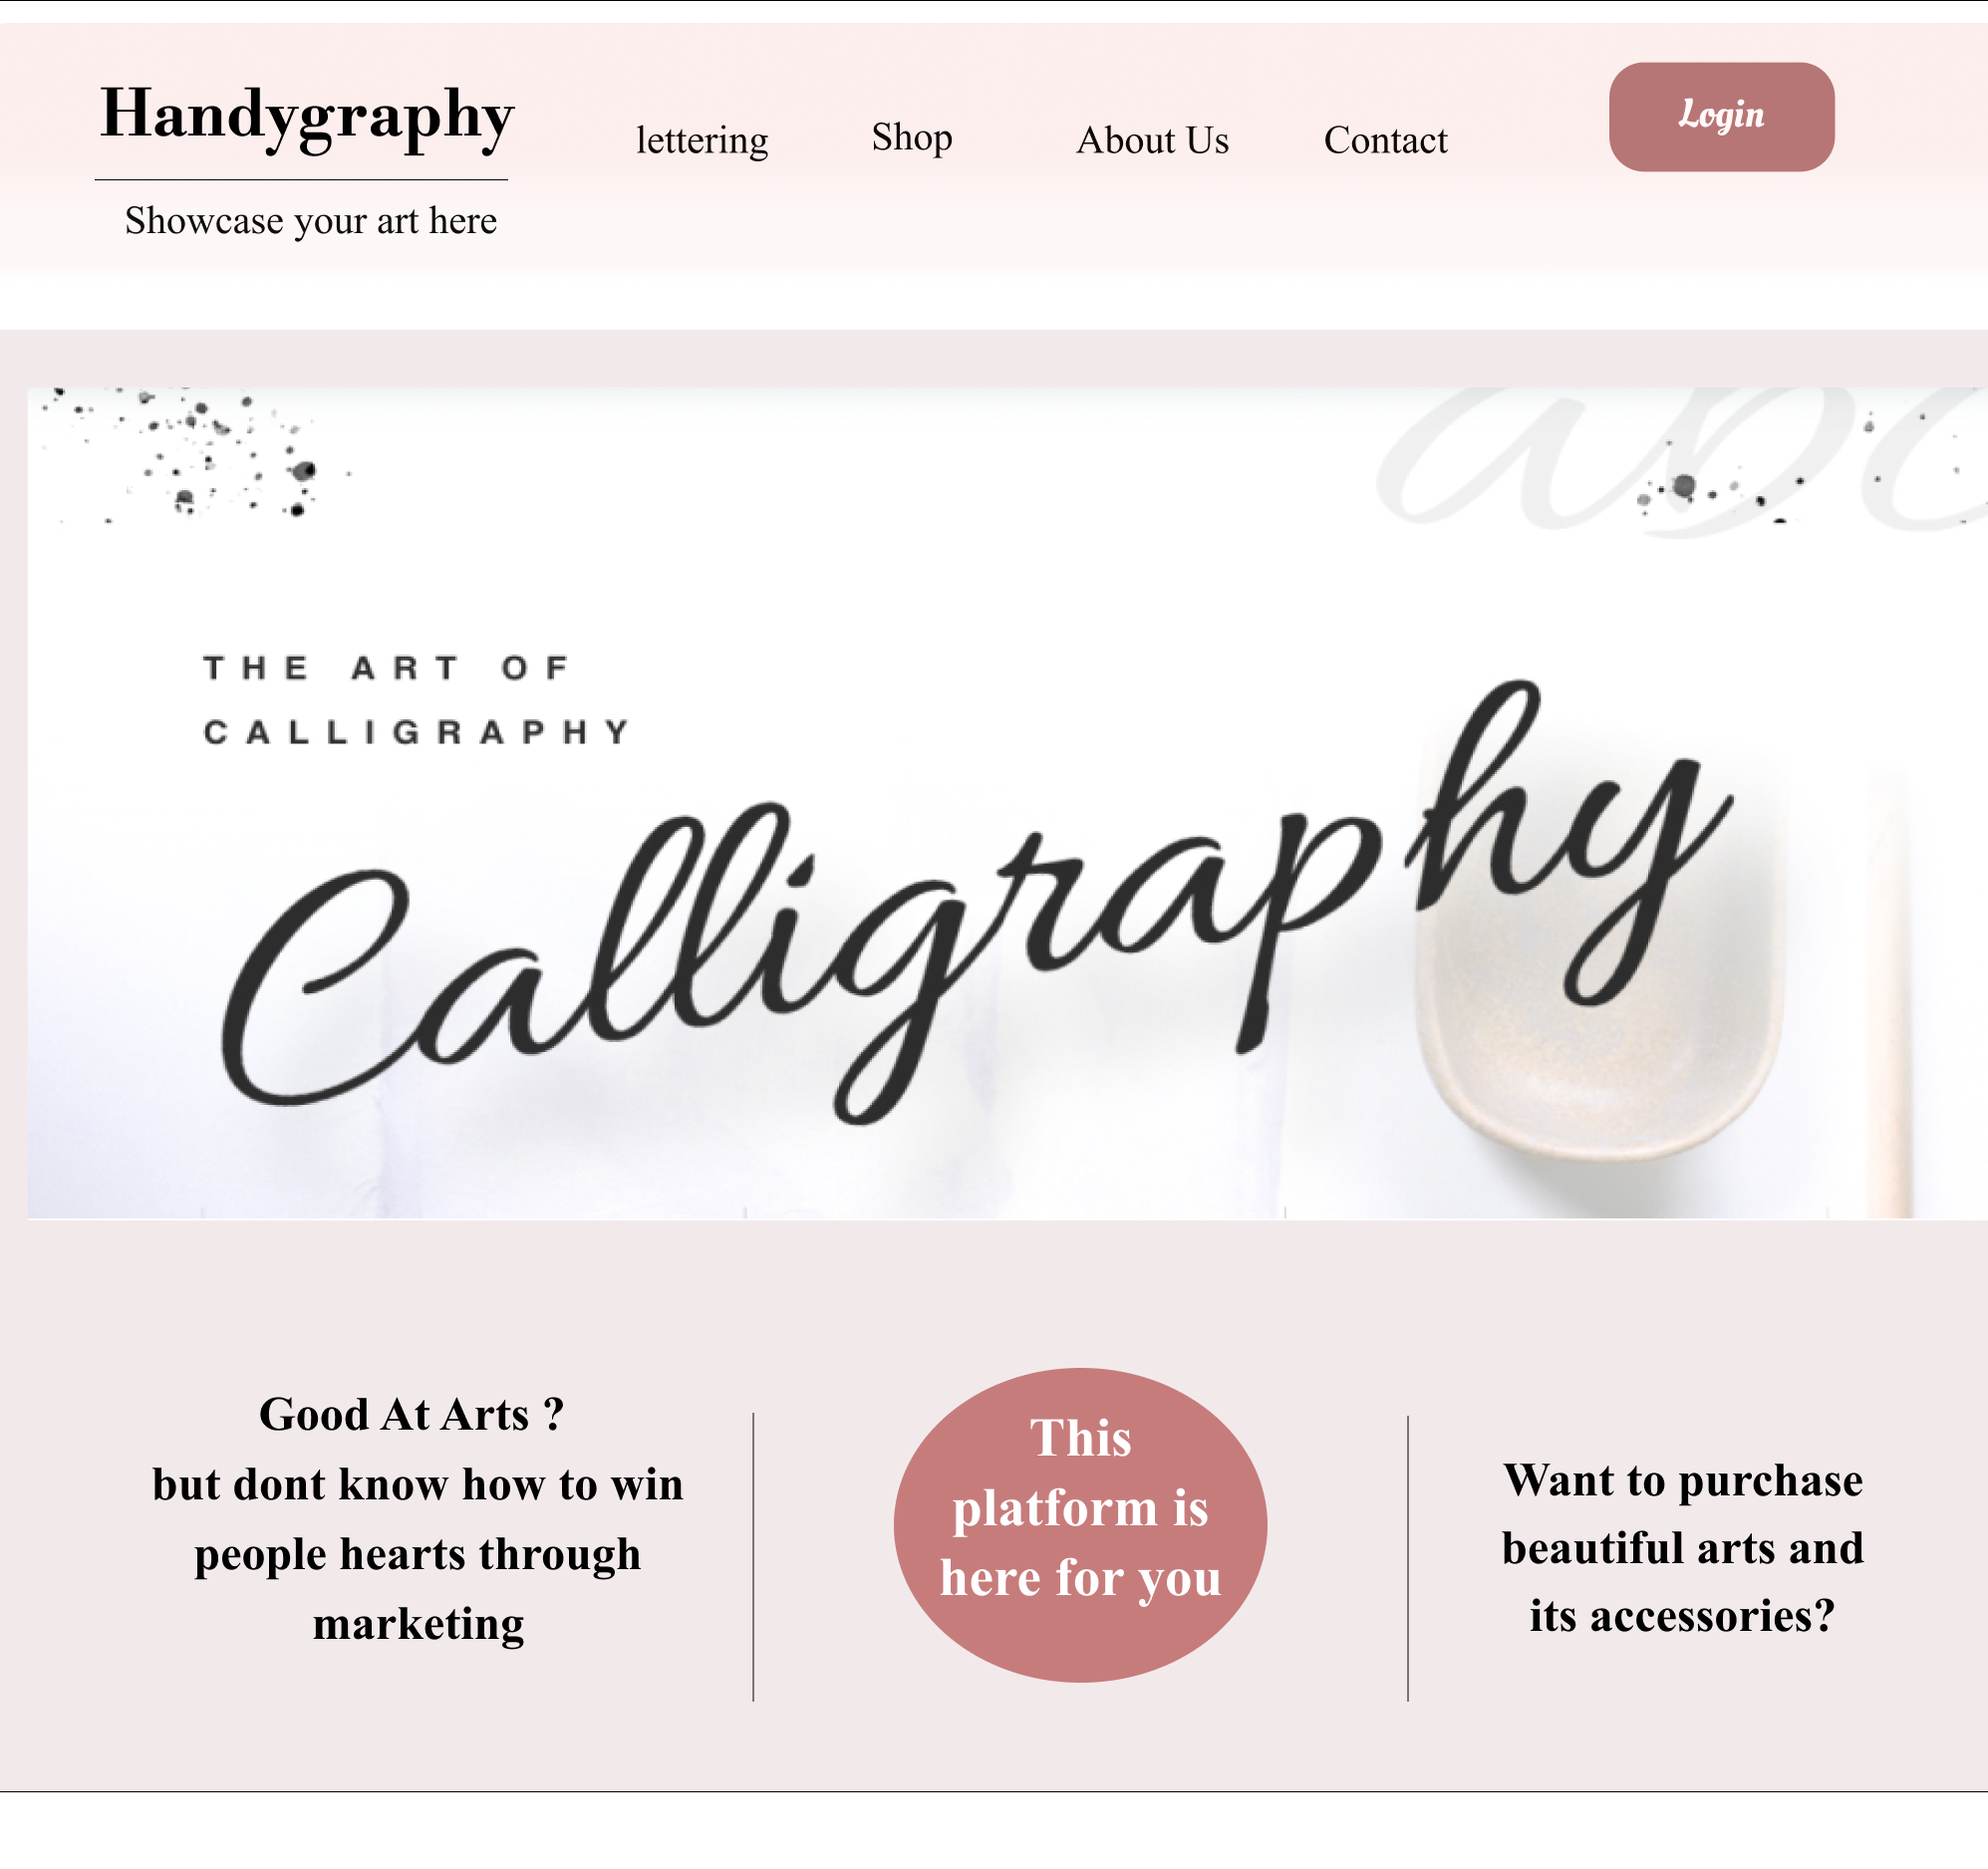 Handygraphy
lettering
Shop
About Us
Contact
Login
Showcase your art here
abc
THE ART OF
CALLIGRAPHY
Calligraphy
Good At Arts ?
but dont know how to win
people hearts through
marketing
This
platform is
here for you
Want to purchase
beautiful arts and
its accessories?